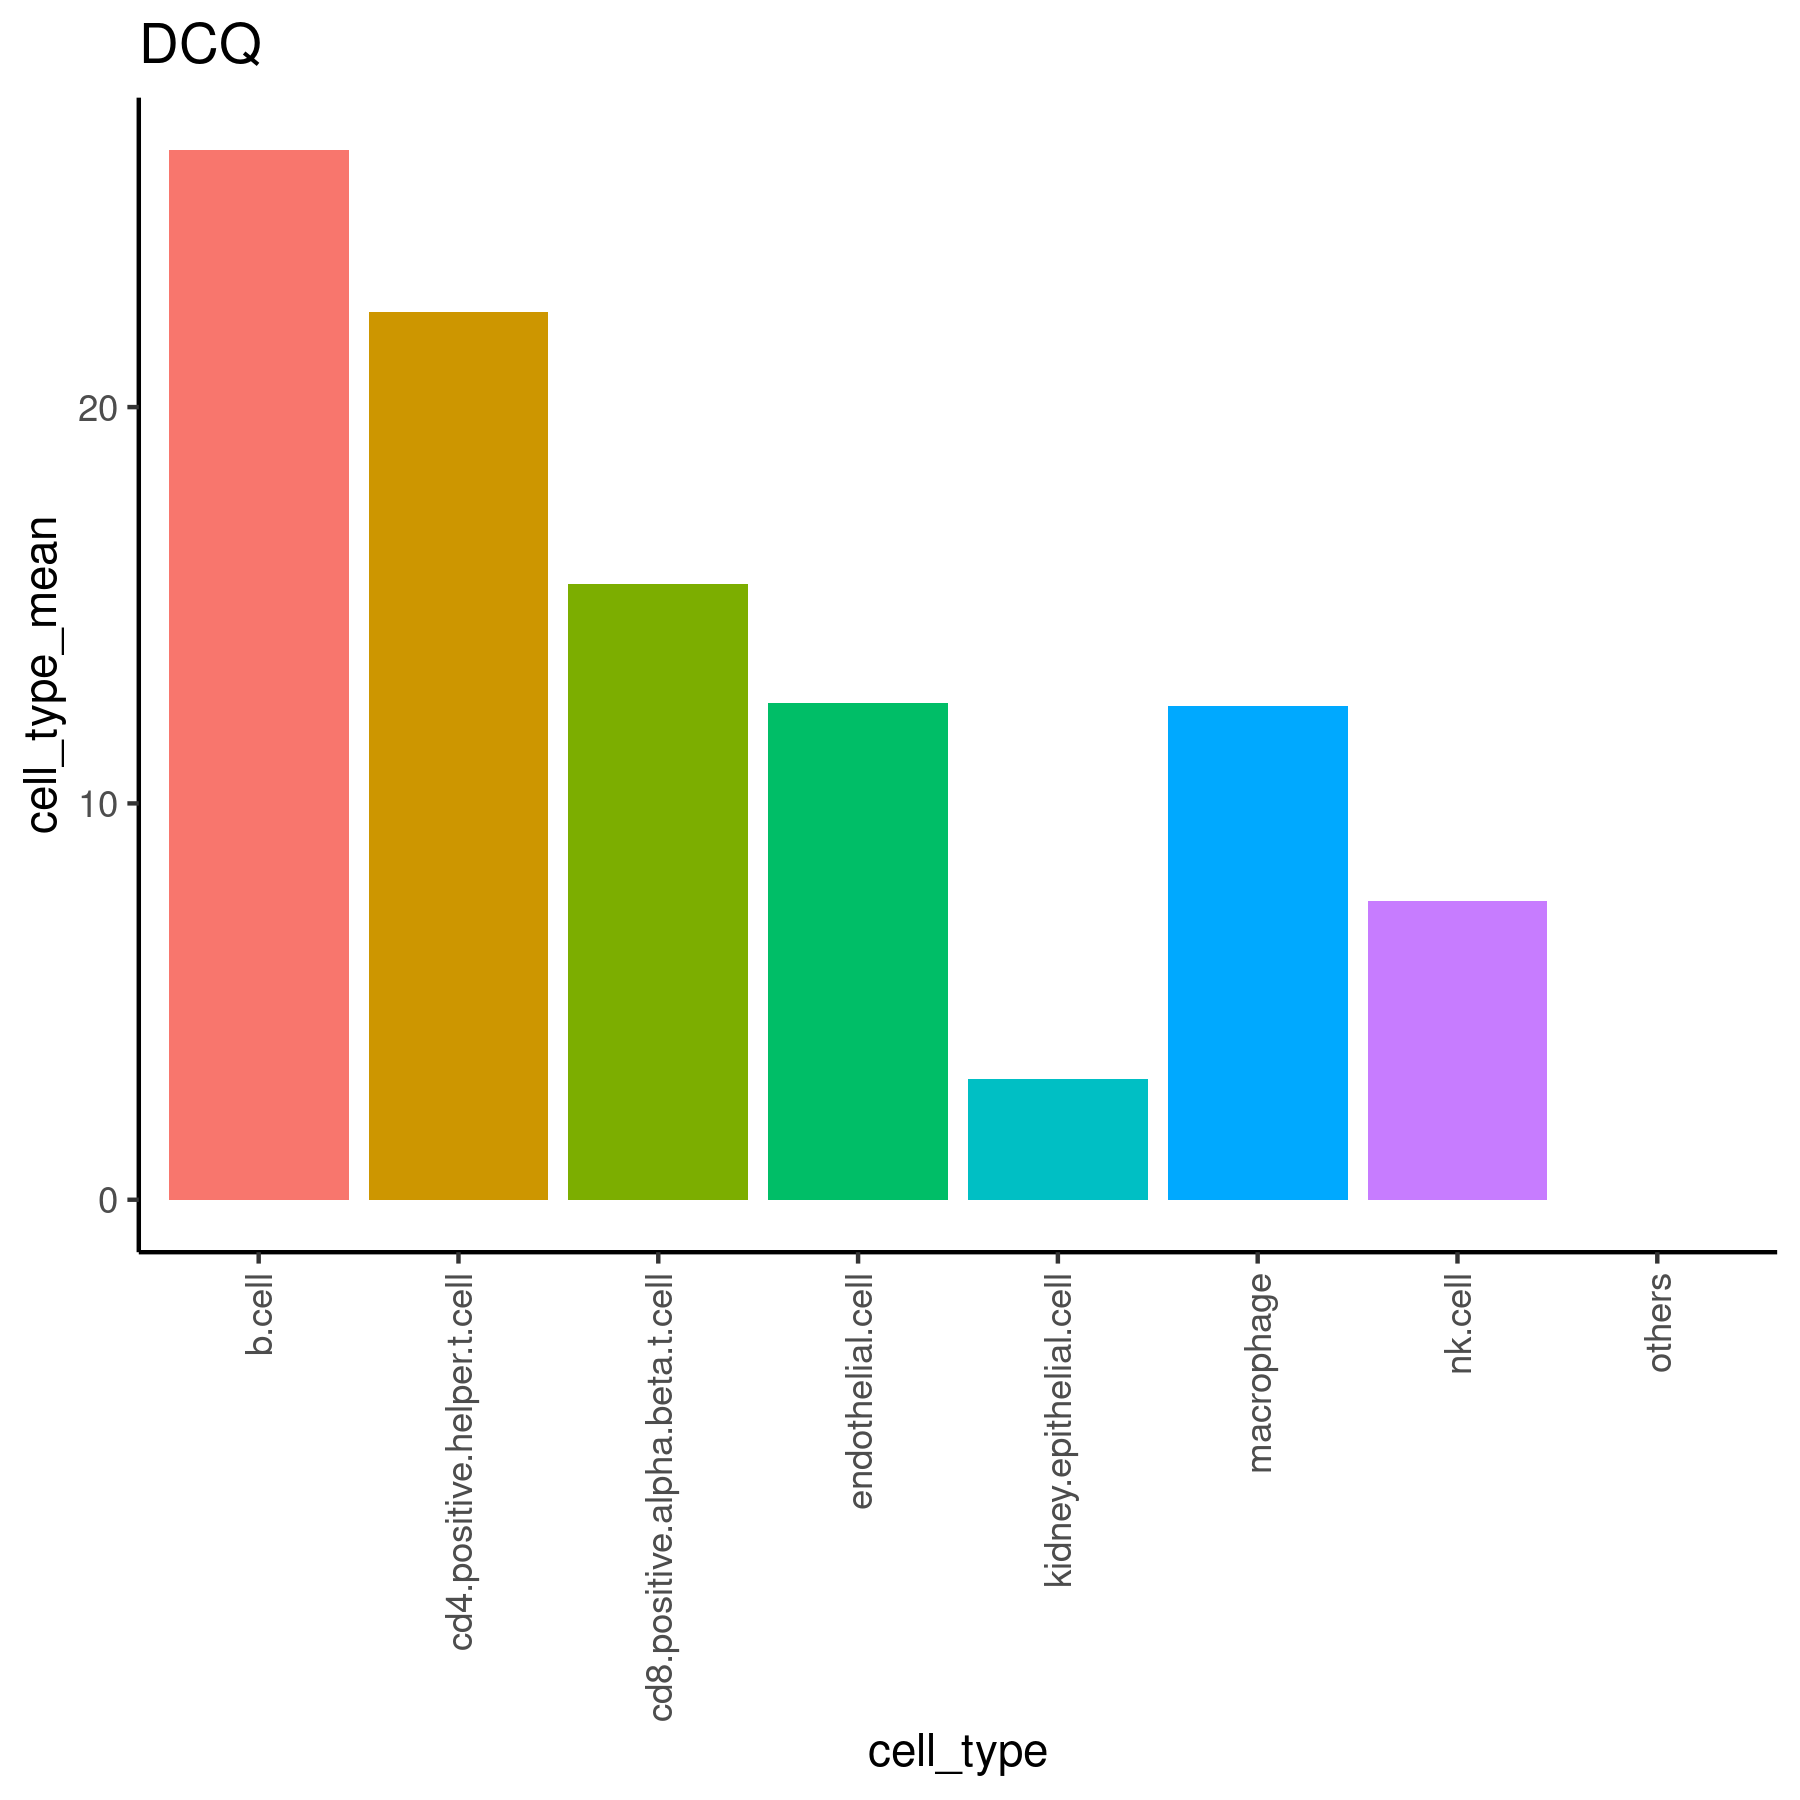 DCQ
cell_type_mean
20
10
0
b.cell
cd4.positive.helper.t.cell
cd8.positive.alpha.beta.t.cell
endothelial.cell
kidney.epithelial.cell
macrophage
nk.cell
others
cell_type